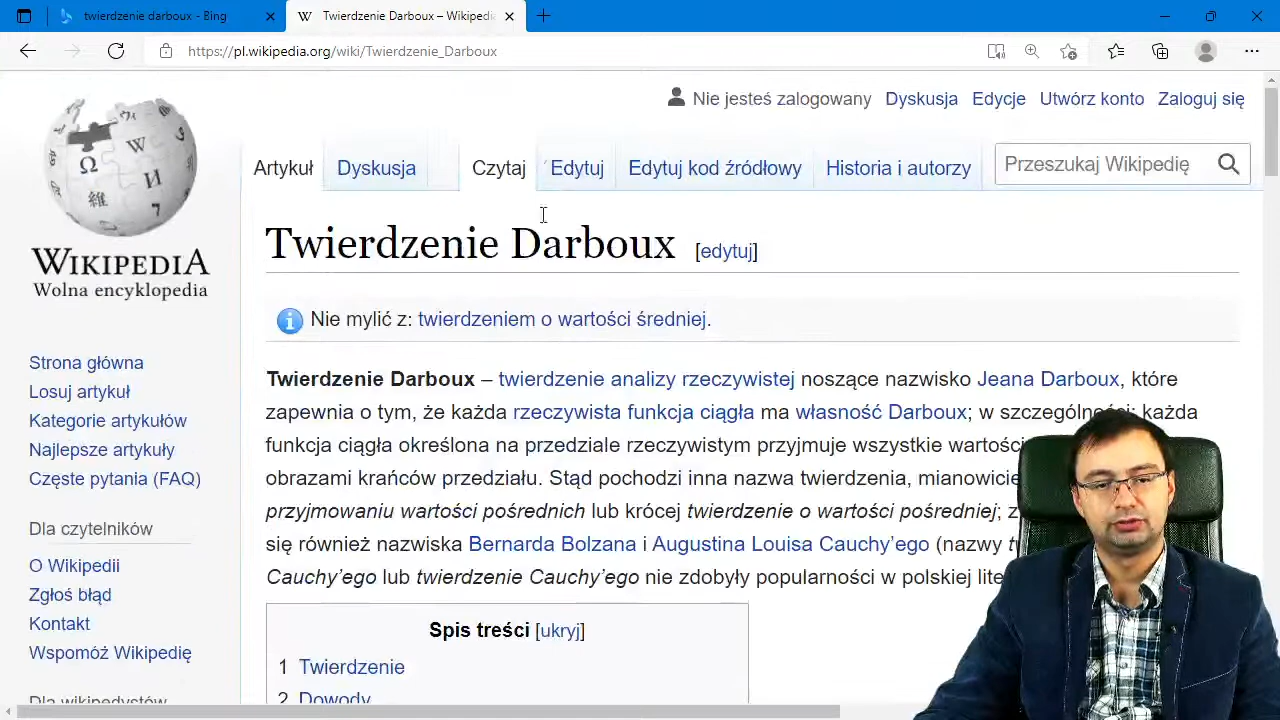 twierdzenie darboux - Bing
Twierdzenie Darboux – Wikipedia
https://pl.wikipedia.org/wiki/Twierdzenie_Darboux
Nie jesteś zalogowany Dyskusja Edycje Utwórz konto Zaloguj się
Artykuł Dyskusja Czytaj Edytuj Edytuj kod źródłowy Historia i autorzy Przeszukaj Wikipedię
WIKIPEDIA
Wolna encyklopedia
Twierdzenie Darboux [edytuj]
Nie mylić z: twierdzeniem o wartości średniej.
Twierdzenie Darboux – twierdzenie analizy rzeczywistej noszące nazwisko Jeana Darboux, które
zapewnia o tym, że każda rzeczywista funkcja ciągła ma własność Darboux; w szczególności: każda
funkcja ciągła określona na przedziale rzeczywistym przyjmuje wszystkie wartości
obrazami krańców przedziału. Stąd pochodzi inna nazwa twierdzenia, mianowicie
przyjmowaniu wartości pośrednich lub krócej twierdzenie o wartości pośredniej;
się również nazwiska Bernarda Bolzana i Augustina Louisa Cauchy’ego (nazwy
Cauchy’ego lub twierdzenie Cauchy’ego nie zdobyły popularności w polskiej
Spis treści [ukryj]
1 Twierdzenie
2 Dowody
Strona główna
Losuj artykuł
Kategorie artykułów
Najlepsze artykuły
Częste pytania (FAQ)
Dla czytelników
O Wikipedii
Zgłoś błąd
Kontakt
Wspomóż Wikipedię
Dla wikipedystów